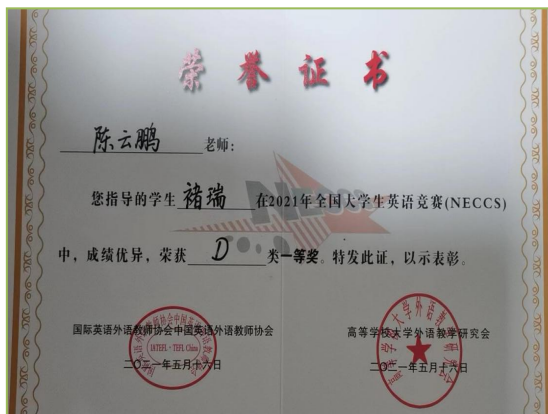 荣誉证书
陈云鹏 老师:
您指导的学生 褚瑞 在2021年全国大学生英语竞赛(NECCS)
中，成绩优异，荣获 D 类一等奖。特发此证，以示表彰。
国际英语外语教师协会中国英语外语教师协会 高等学校大学外语教学研究会
IATEFL·TEFL China
二〇二一年五月十六日 二〇二一年五月十六日
NECCS